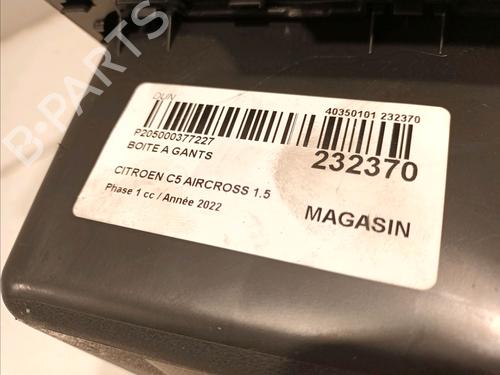 DUN
40350101 232370
P205000377227
BOITE A GANTS
232370
CITROEN C5 AIRCROSS 1.5
Phase 1 cc / Année 2022
MAGASIN
B-PARTS